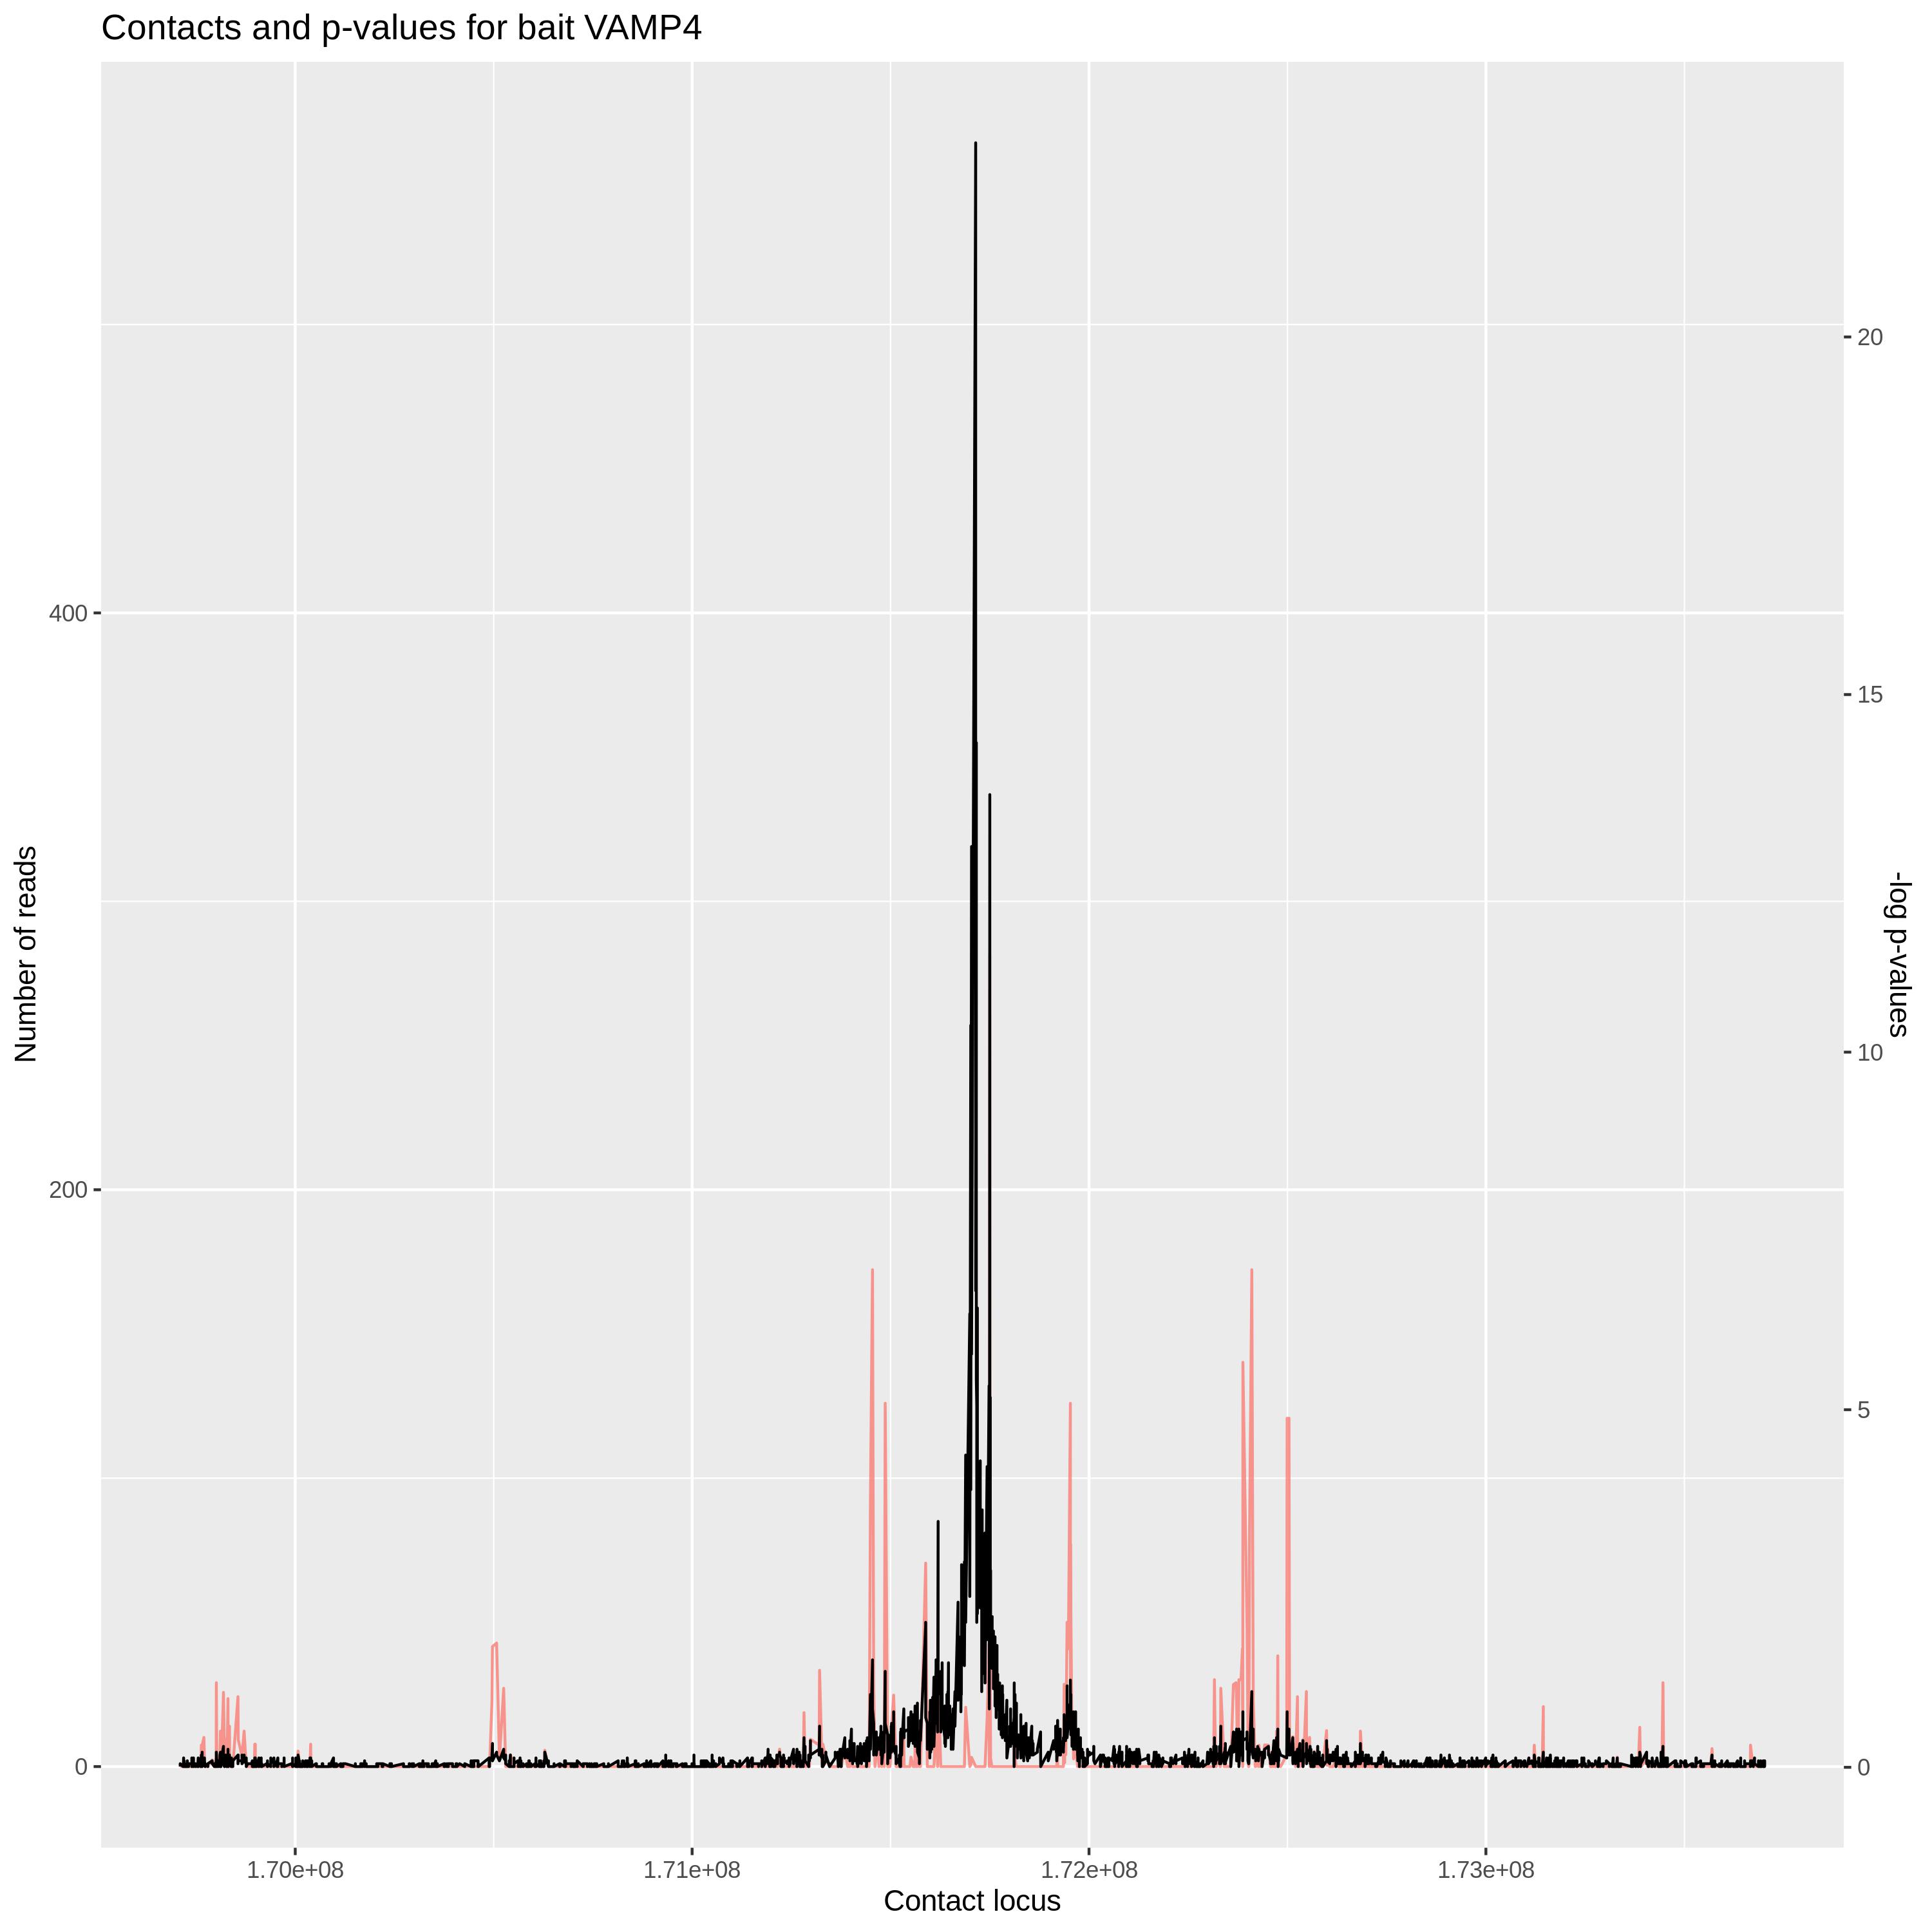 Contacts and p-values for bait VAMP4
Number of reads
400
200
0
20
15
10
5
0
-log p-values
1.70e+08
1.71e+08
1.72e+08
1.73e+08
Contact locus